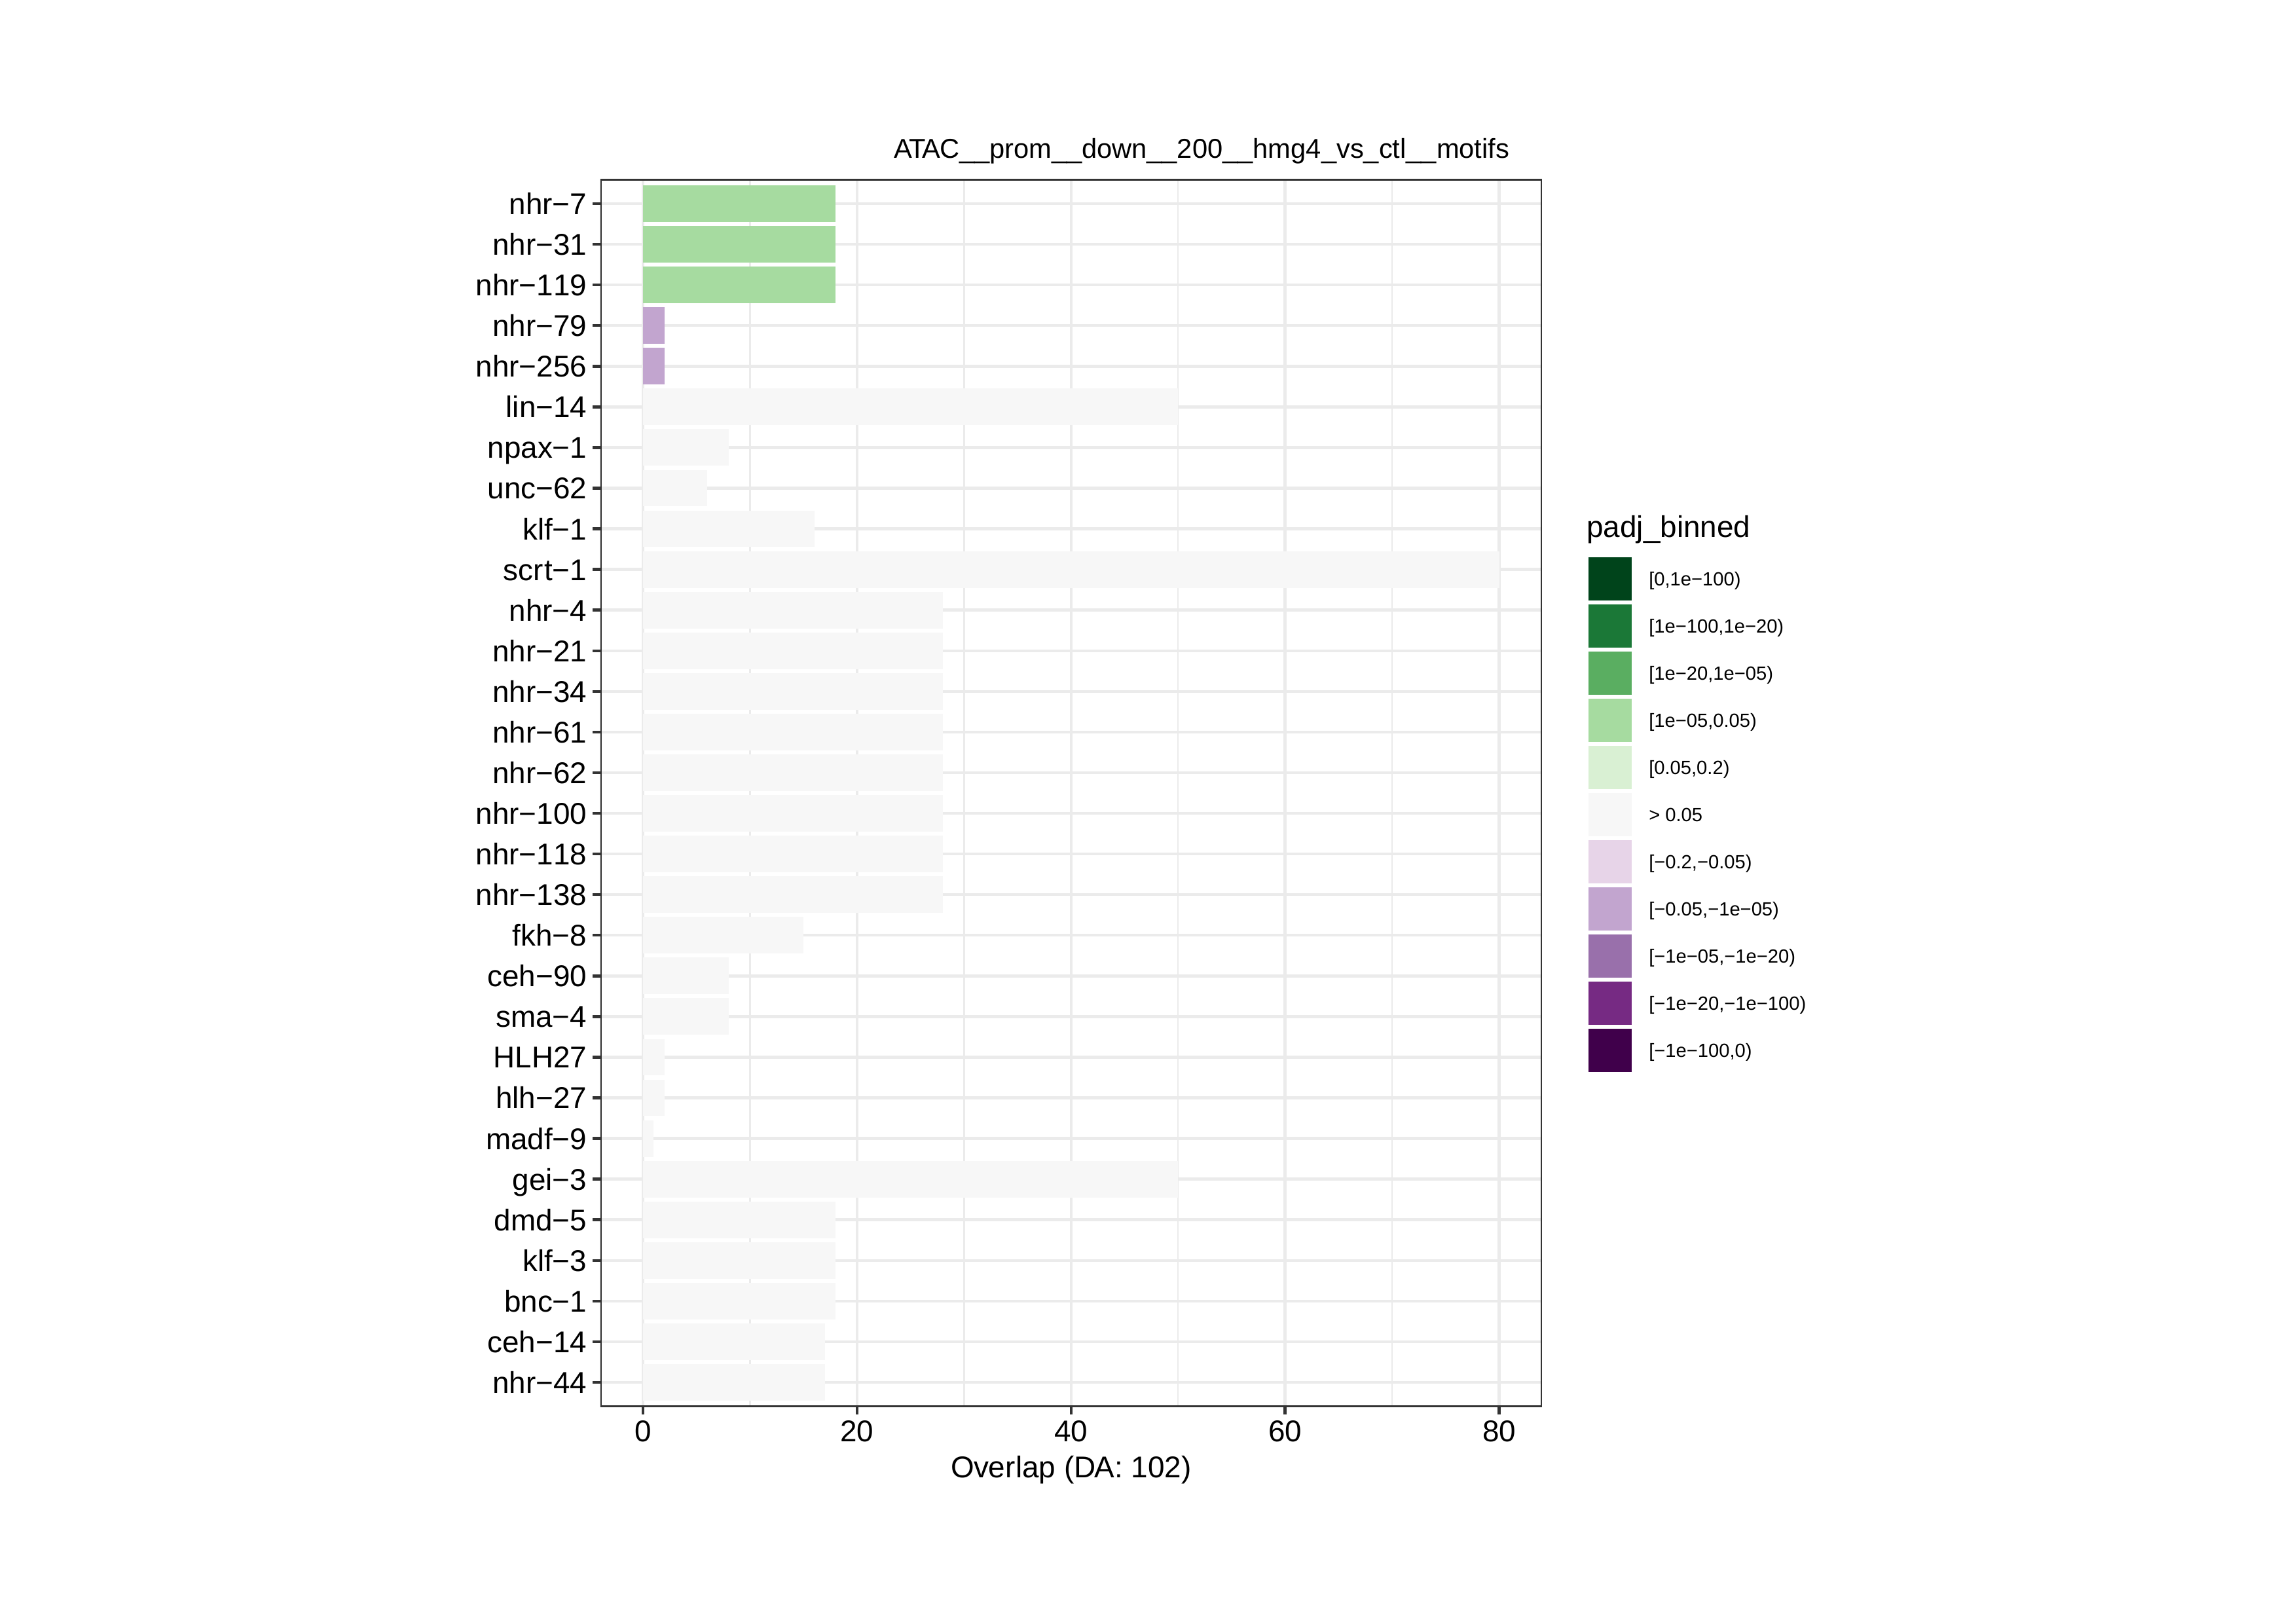 ATAC__prom__down__200__hmg4_vs_ctl__motifs
nhr−7
nhr−31
nhr−119
nhr−79
nhr−256
lin−14
npax−1
unc−62
klf−1
scrt−1
nhr−4
nhr−21
nhr−34
nhr−61
nhr−62
nhr−100
nhr−118
nhr−138
fkh−8
ceh−90
sma−4
HLH27
hlh−27
madf−9
gei−3
dmd−5
klf−3
bnc−1
ceh−14
nhr−44
0 20 40 60 80
Overlap (DA: 102)
padj_binned
[0,1e−100)
[1e−100,1e−20)
[1e−20,1e−05)
[1e−05,0.05)
[0.05,0.2)
> 0.05
[−0.2,−0.05)
[−0.05,−1e−05)
[−1e−05,−1e−20)
[−1e−20,−1e−100)
[−1e−100,0)